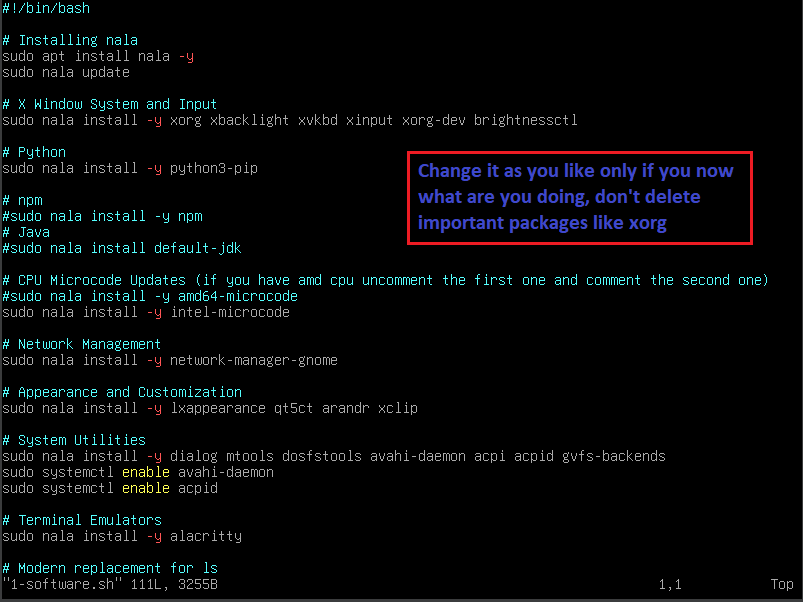 #!/bin/bash
# Installing nala
sudo apt install nala -y
sudo nala update
# X Window System and Input
sudo nala install -y xorg xbacklight xvkbd xinput xorg-dev brightnessctl
# Python
sudo nala install -y python3-pip
Change it as you like only if you now
what are you doing, don't delete
important packages like xorg
# npm
#sudo nala install -y npm
# Java
#sudo nala install default-jdk
# CPU Microcode Updates (if you have amd cpu uncomment the first one and comment the second one)
#sudo nala install -y amd64-microcode
sudo nala install -y intel-microcode
# Network Management
sudo nala install -y network-manager-gnome
# Appearance and Customization
sudo nala install -y lxappearance qt5ct arandr xclip
# System Utilities
sudo nala install -y dialog mtools dosfstools avahi-daemon acpi acpid gvfs-backends
sudo systemctl enable avahi-daemon
sudo systemctl enable acpid
# Terminal Emulators
sudo nala install -y alacritty
# Modern replacement for ls
"1-software.sh" 111L, 3255B 1,1 Top